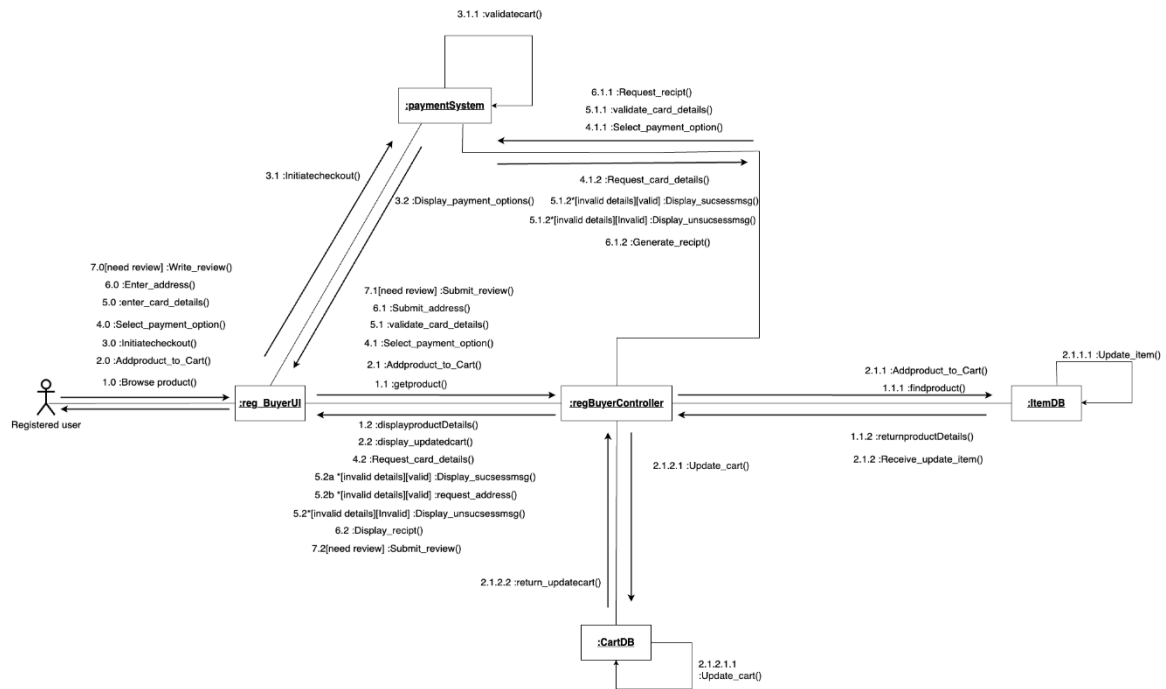 3.1.1 :validatecart()
:paymentSystem
6.1.1 :Request_recipt()
5.1.1 :validate_card_details()
4.1.1 :Select_payment_option()
3.1 :Initiatecheckout()
3.2 :Display_payment_options()
4.1.2 :Request_card_details()
5.1.2*[invalid details][valid] :Display_sucsessmsg()
5.1.2*[invalid details][Invalid] :Display_unsucsessmsg()
6.1.2 :Generate_recipt()
7.0[need review] :Write_review()
6.0 :Enter_address()
5.0 :enter_card_details()
4.0 :Select_payment_option()
3.0 :Initiatecheckout()
2.0 :Addproduct_to_Cart()
1.0 :Browse product()
7.1[need review] :Submit_review()
6.1 :Submit_address()
5.1 :validate_card_details()
4.1 :Select_payment_option()
2.1 :Addproduct_to_Cart()
1.1 :getproduct()
2.1.1 :Addproduct_to_Cart()
1.1.1 :findproduct()
2.1.1.1 :Update_item()
Registered user
:reg_BuyerUI
:regBuyerController
:ItemDB
1.2 :displayproductDetails()
2.2 :display_updatedcart()
4.2 :Request_card_details()
5.2a *[invalid details][valid] :Display_sucsessmsg()
5.2b *[invalid details][valid] :request_address()
5.2*[invalid details][Invalid] :Display_unsucsessmsg()
6.2 :Display_recipt()
7.2[need review] :Submit_review()
1.1.2 :returnproductDetails()
2.1.2 :Receive_update_item()
2.1.2.1 :Update_cart()
2.1.2.2 :return_updatecart()
:CartDB
2.1.2.1.1
:Update_cart()